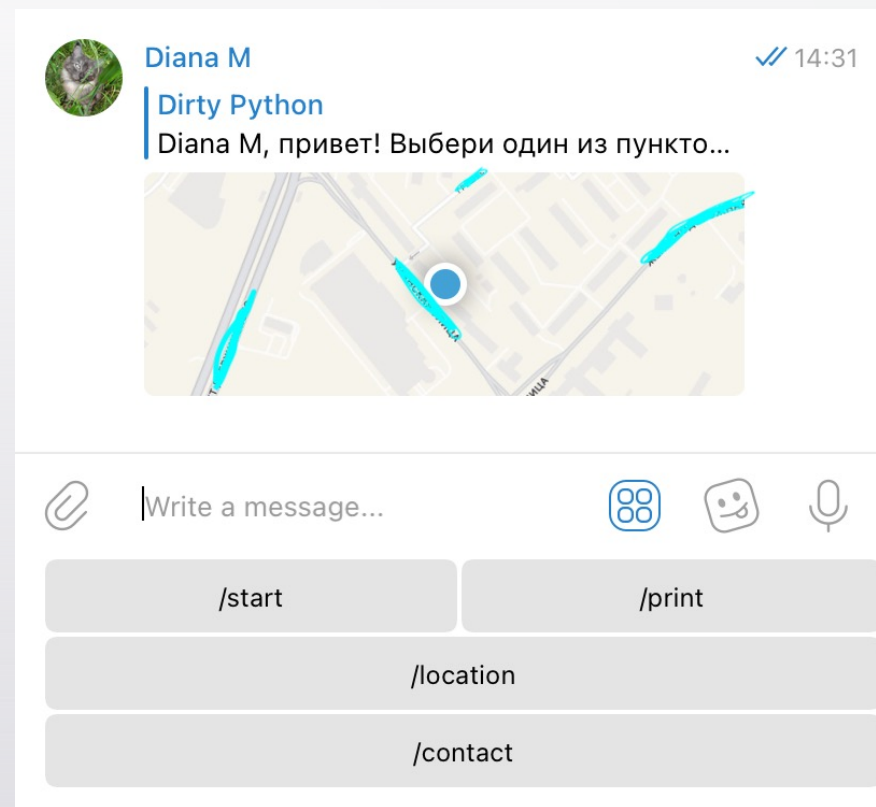 Diana M
14:31
Dirty Python
Diana M, привет! Выбери один из пункто...
Write a message...
/start
/print
/location
/contact